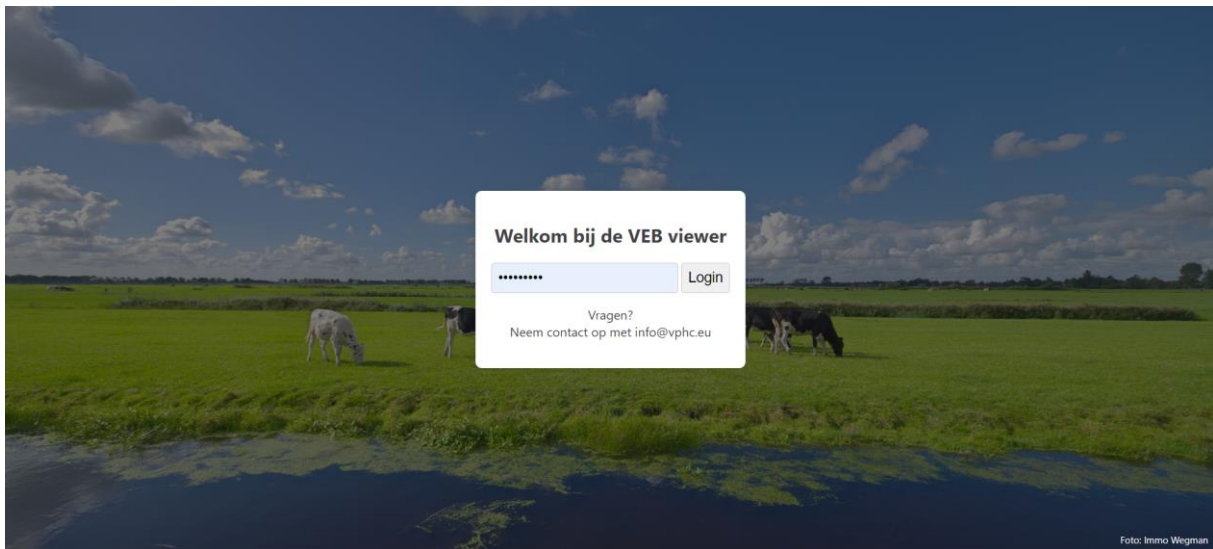 Welkom bij de VEB viewer
•••••••••
Login
Vragen?
Neem contact op met info@vphc.eu
Foto: Immo Wegman